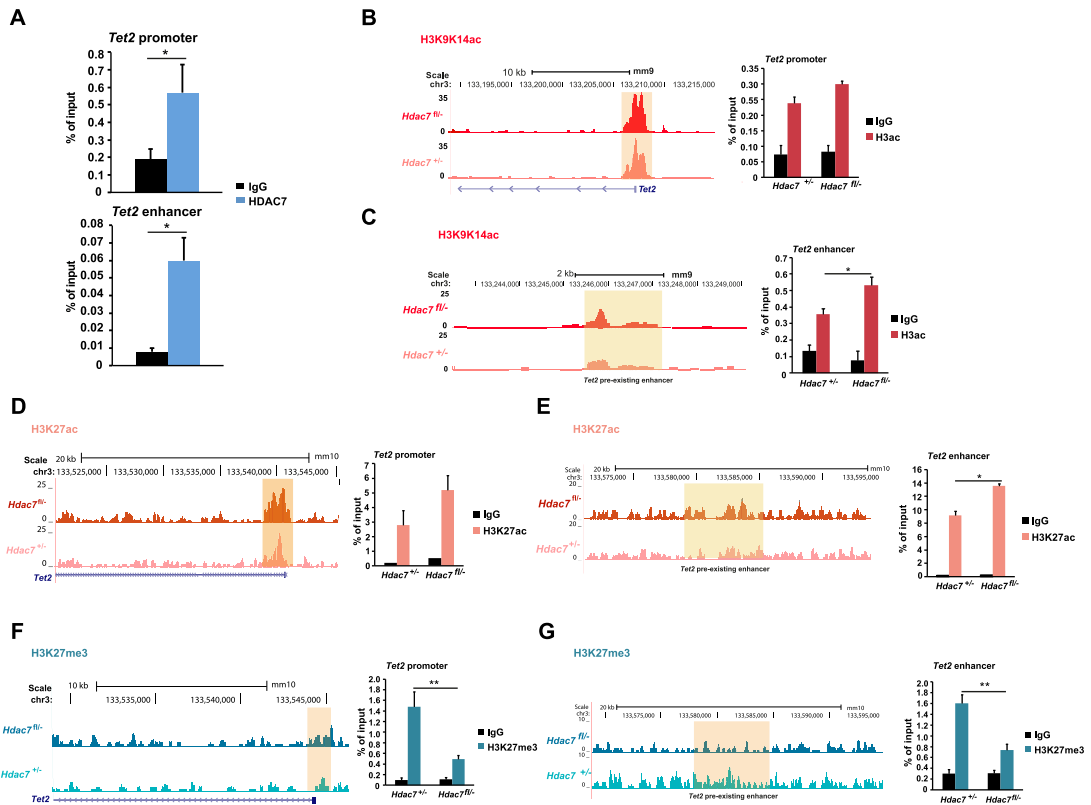 A
Tet2 promoter
% of input
0.8
0.7
0.6
0.5
0.4
0.3
0.2
0.1
0
*
Tet2 enhancer
% of input
0.08
0.07
0.06
0.05
0.04
0.03
0.02
0.01
0
*
IgG
HDAC7
B
H3K9K14ac
Scale
10 kb
mm9
chr3:
133,195,000
133,200,000
133,205,000
133,210,000
133,215,000
35
Hdac7 fl/-
0
35
Hdac7 +/-
0
Tet2
Tet2 promoter
% of input
0.35
0.30
0.55
0.20
0.15
0.10
0.05
0
Hdac7 +/-
Hdac7 fl/-
IgG
H3ac
C
H3K9K14ac
Scale
2 kb
mm9
chr3:
133,244,000
133,245,000
133,246,000
133,247,000
133,248,000
133,249,000
25
Hdac7 fl/-
0
25
Hdac7 +/-
0
Tet2 pre-existing enhancer
Tet2 enhancer
% of input
0.7
0.6
0.5
0.4
0.3
0.2
0.1
0
*
Hdac7 +/-
Hdac7 fl/-
IgG
H3ac
D
H3K27ac
Scale
20 kb
mm10
chr3:
133,525,000
133,530,000
133,535,000
133,540,000
133,545,000
25
Hdac7 fl/-
0
25
Hdac7 +/-
0
Tet2
Tet2 promoter
% of input
7
6
5
4
3
2
1
0
Hdac7 +/-
Hdac7 fl/-
IgG
H3K27ac
E
H3K27ac
Scale
20 kb
mm10
chr3:
133,575,000
133,580,000
133,585,000
133,590,000
133,595,000
20
Hdac7 fl/-
0
20
Hdac7 +/-
0
Tet2 pre-existing enhancer
Tet2 enhancer
% of input
16
14
12
10
8
6
4
2
0
*
Hdac7 +/-
Hdac7 fl/-
IgG
H3K27ac
F
H3K27me3
Scale
10 kb
mm10
chr3:
133,535,000
133,540,000
133,545,000
Hdac7 fl/-
Hdac7 +/-
Tet2
Tet2 promoter
% of input
2.0
1.8
1.6
1.4
1.2
1.0
0.8
0.6
0.4
0.2
0
**
Hdac7 +/-
Hdac7 fl/-
IgG
H3K27me3
G
H3K27me3
Scale
20 kb
mm10
chr3:
133,575,000
133,580,000
133,585,000
133,590,000
133,595,000
10
Hdac7 fl/-
0
10
Hdac7 +/-
0
Tet2 pre-existing enhancer
Tet2 enhancer
% of input
2.0
1.8
1.6
1.4
1.2
1.0
0.8
0.6
0.4
0.2
0
**
Hdac7 +/-
Hdac7 fl/-
IgG
H3K27me3